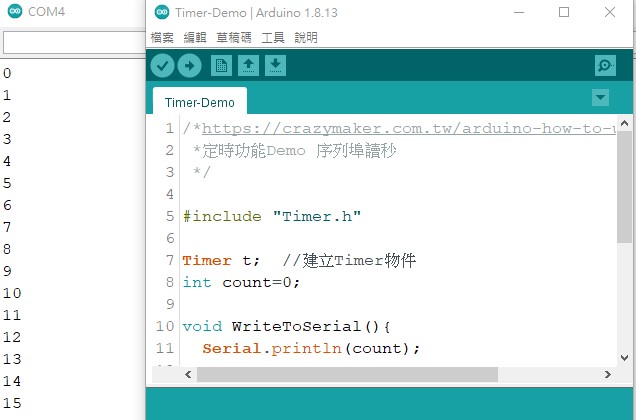 COM4
0
1
2
3
4
5
6
7
8
9
10
11
12
13
14
15
Timer-Demo | Arduino 1.8.13
檔案 編輯 草稿碼 工具 說明
Timer-Demo
1 /*https://crazymaker.com.tw/arduino-how-to-
2 *定時功能Demo 序列埠讀秒
3 */
4
5 #include "Timer.h"
6
7 Timer t; //建立Timer物件
8 int count=0;
9
10 void WriteToSerial(){
11 Serial.println(count);